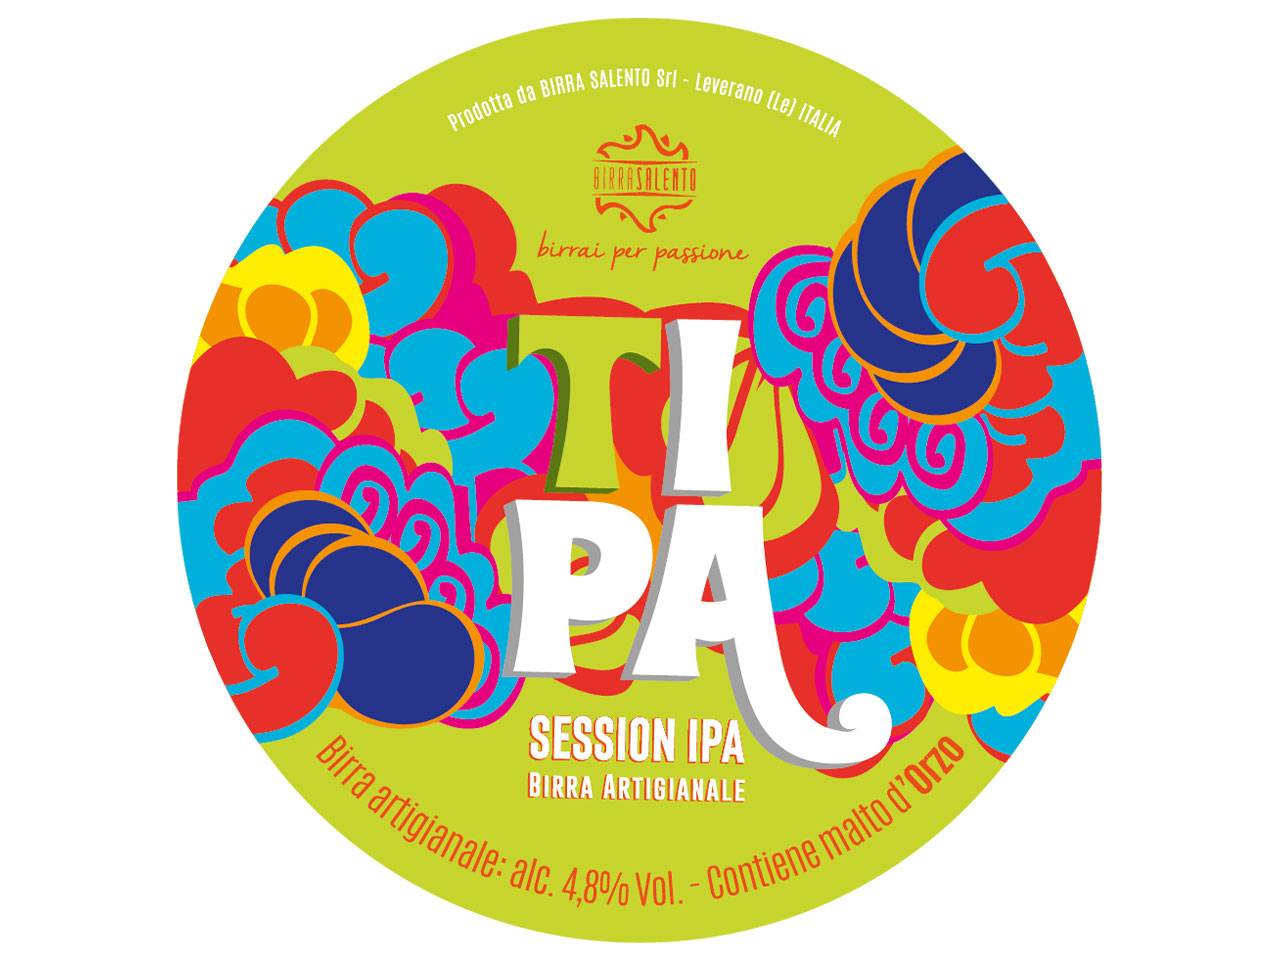 Prodotta da BIRRA SALENTO Srl - Leverano (Le) ITALIA
BIRRASALENTO
birrai per passione
TI
PA
SESSION IPA
BIRRA ARTIGIANALE
Birra artigianale: alc. 4,8% Vol. - Contiene malto d'Orzo